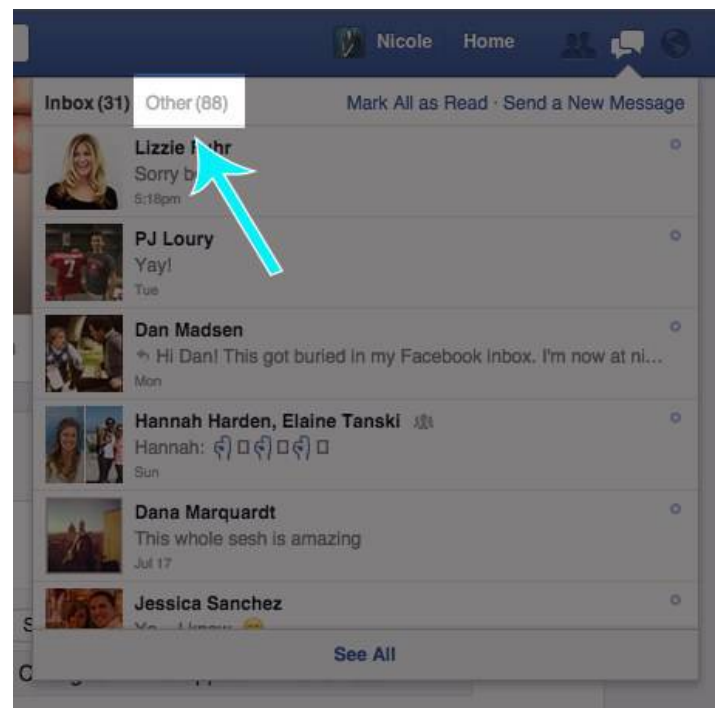 Nicole Home
Inbox (31) Other (88) Mark All as Read · Send a New Message
Lizzie
Sorry
5:18pm
PJ Loury
Yay!
Tue
Dan Madsen
Hi Dan! This got buried in my Facebook inbox. I'm now at ni...
Mon
Hannah Harden, Elaine Tanski
Hannah:
Sun
Dana Marquardt
This whole sesh is amazing
Jul 17
Jessica Sanchez
See All